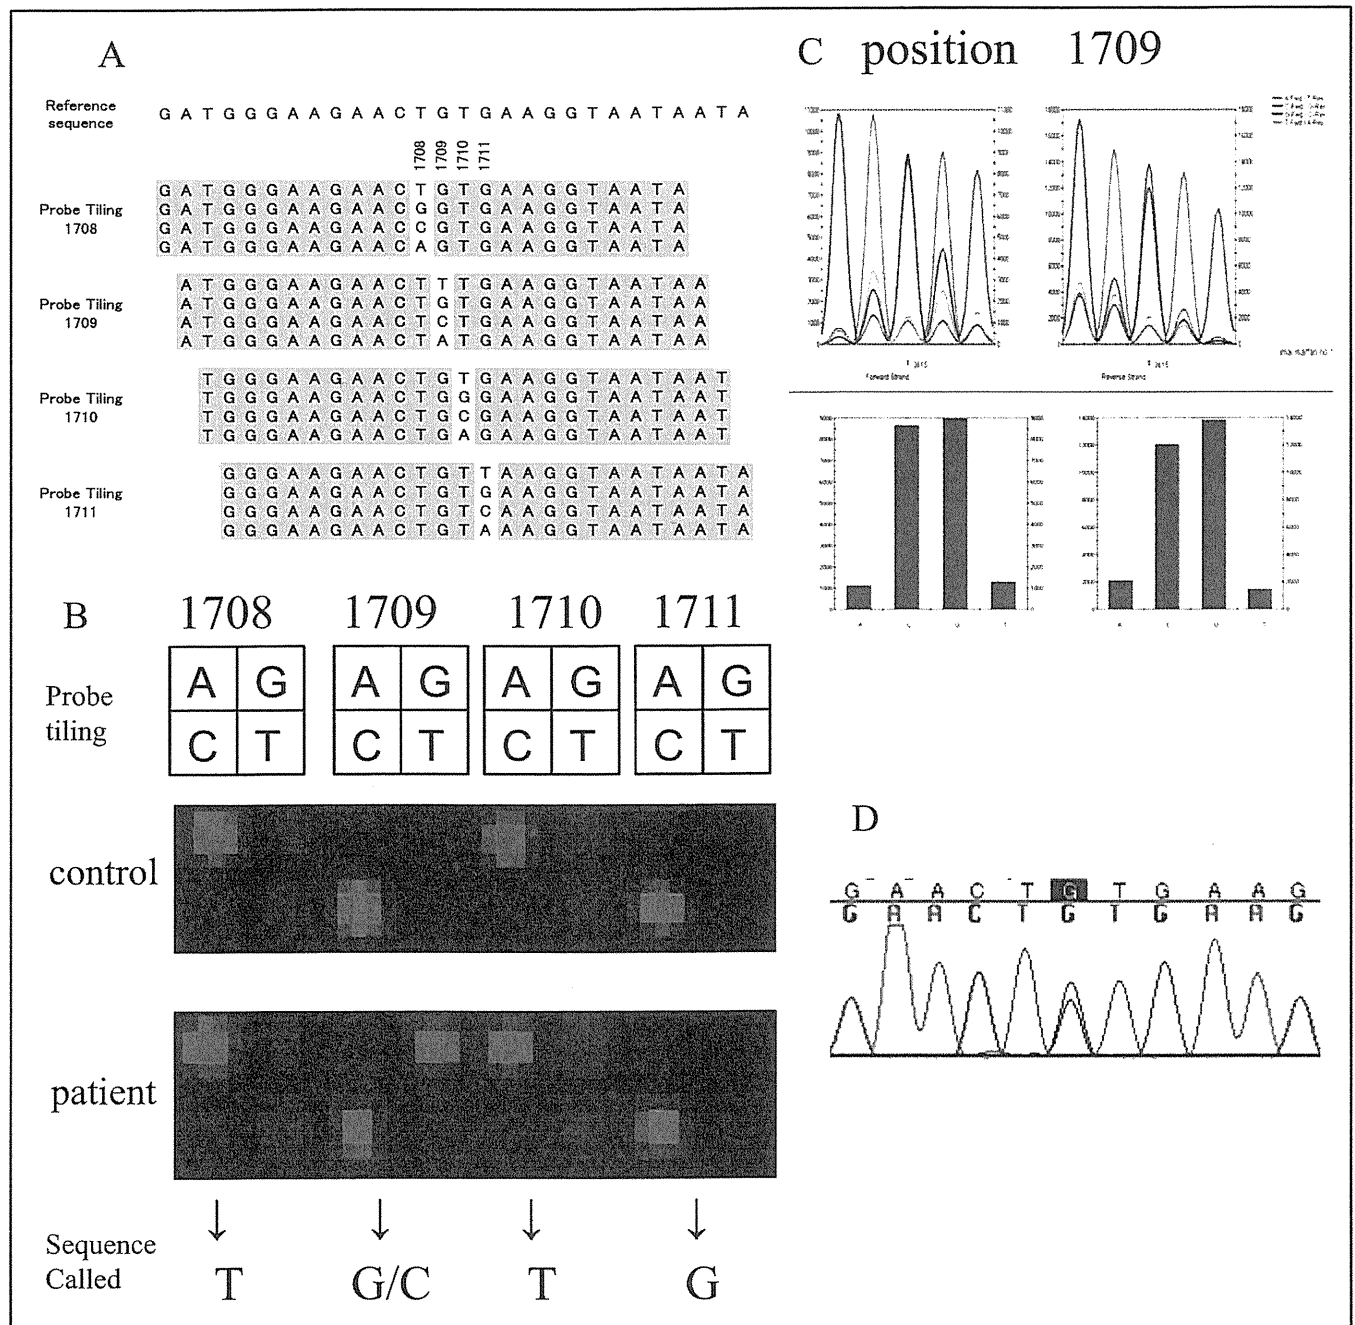 A
Reference
sequence
G A T G G G A A G A A C T G T G A A G G T A A T A A T A
1708
1709
1710
1711
Probe Tiling
1708
G A T G G G A A G A A C T G T G A A G G T A A T A
G A T G G G A A G A A C G G T G A A G G T A A T A
G A T G G G A A G A A C C G T G A A G G T A A T A
G A T G G G A A G A A C A G T G A A G G T A A T A
Probe Tiling
1709
A T G G G A A G A A C T T T G A A G G T A A T A A
A T G G G A A G A A C T G T G A A G G T A A T A A
A T G G G A A G A A C T C T G A A G G T A A T A A
A T G G G A A G A A C T A T G A A G G T A A T A A
Probe Tiling
1710
T G G G A A G A A C T G T G A A G G T A A T A A T
T G G G A A G A A C T G G G A A G G T A A T A A T
T G G G A A G A A C T G C G A A G G T A A T A A T
T G G G A A G A A C T G A G A A G G T A A T A A T
Probe Tiling
1711
G G G A A G A A C T G T T A A G G T A A T A A T A
G G G A A G A A C T G T G A A G G T A A T A A T A
G G G A A G A A C T G T C A A G G T A A T A A T A
G G G A A G A A C T G T A A A G G T A A T A A T A
B
1708 1709 1710 1711
Probe
tiling
A G A G A G A G
C T C T C T C T
control
patient
Sequence
Called
T G/C T G
C position 1709
Forward Strand
Reverse Strand
D
G A C T G T G A A G
G A A C T G T G A A G